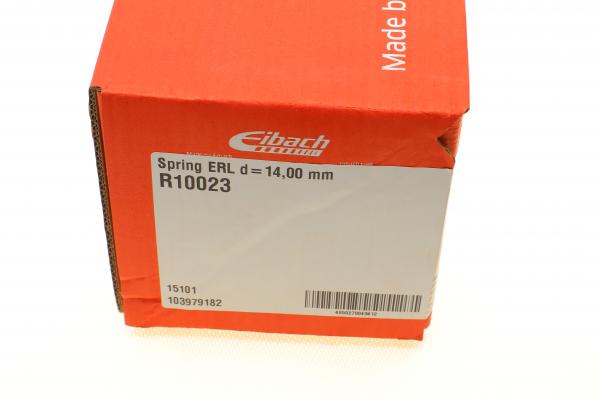 Made b
Eibach
Spring ERL d=14,00 mm
R10023
15101
103979182